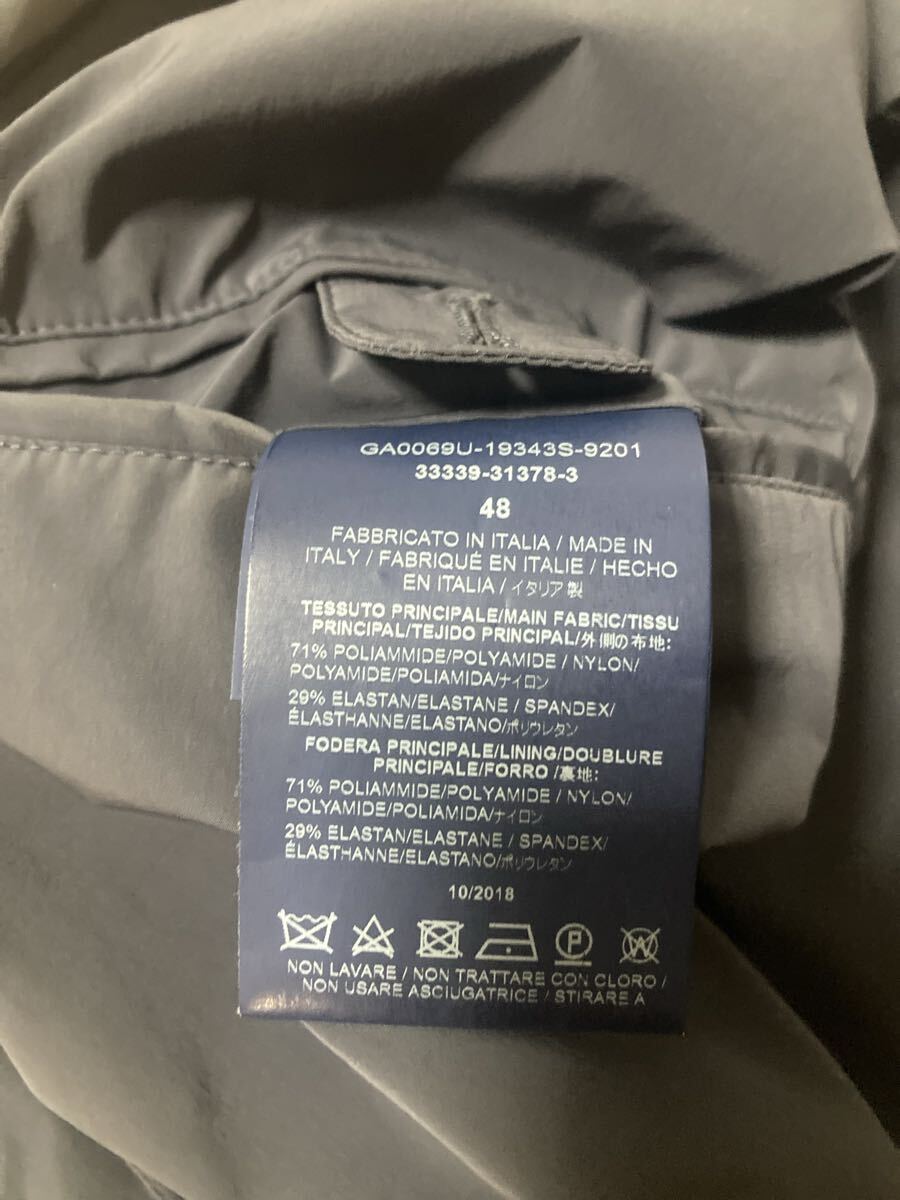 GA0069U-19343S-9201
33339-31378-3
48
FABBRICATO IN ITALIA / MADE IN
ITALY / FABRIQUÉ EN ITALIE / HECHO
EN ITALIA / イタリア製
TESSUTO PRINCIPALE/MAIN FABRIC/TISSU
PRINCIPAL/TEJIDO PRINCIPAL/外側の布地:
71% POLIAMMIDE/POLYAMIDE / NYLON/
POLYAMIDE/POLIAMIDA/ナイロン
29% ELASTAN/ELASTANE / SPANDEX/
ÉLASTHANNE/ELASTANO/ポリウレタン
FODERA PRINCIPALE/LINING/DOUBLURE
PRINCIPALE/FORRO /裏地:
71% POLIAMMIDE/POLYAMIDE / NYLON/
POLYAMIDE/POLIAMIDA/ナイロン
29% ELASTAN/ELASTANE / SPANDEX/
ÉLASTHANNE/ELASTANO/ポリウレタン
10/2018
P W
NON LAVARE / NON TRATTARE CON CLORO /
NON USARE ASCIUGATRICE / STIRARE A